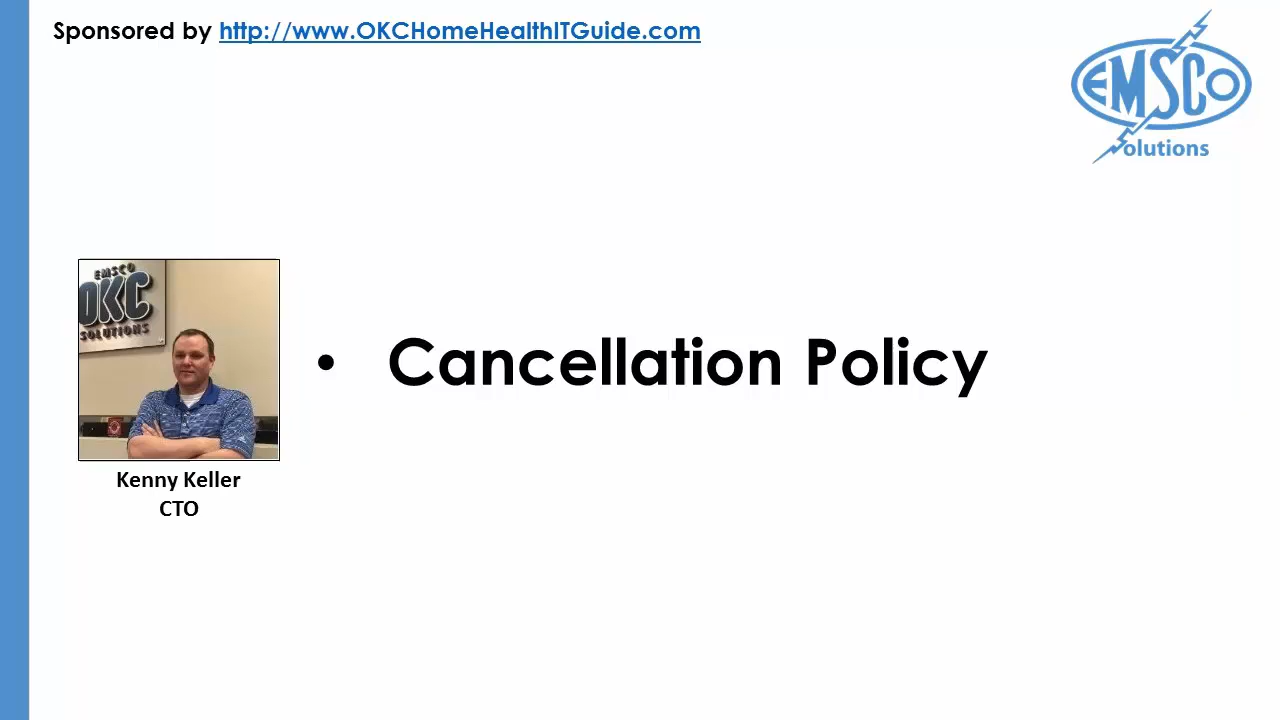 Sponsored by http://www.OKCHomeHealthITGuide.com
EMSCO
Solutions
EMSCO
OKC
SOLUTIONS
• Cancellation Policy
Kenny Keller
CTO